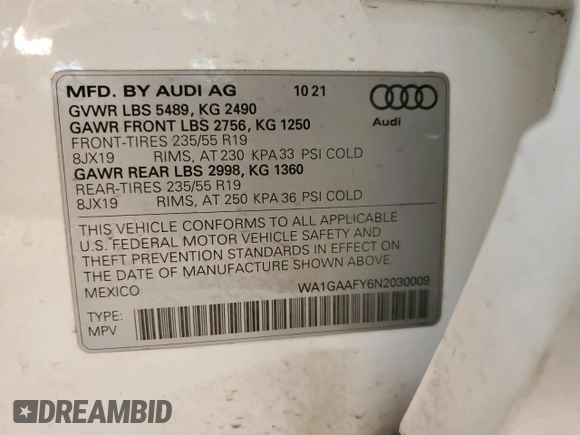 MFD. BY AUDI AG 10 21
GVWR LBS 5489, KG 2490
GAWR FRONT LBS 2756, KG 1250
FRONT-TIRES 235/55 R19
8JX19 RIMS, AT 230 KPA 33 PSI COLD
GAWR REAR LBS 2998, KG 1360
REAR-TIRES 235/55 R19
8JX19 RIMS, AT 250 KPA 36 PSI COLD
Audi
THIS VEHICLE CONFORMS TO ALL APPLICABLE
U.S. FEDERAL MOTOR VEHICLE SAFETY AND
THEFT PREVENTION STANDARDS IN EFFECT ON
THE DATE OF MANUFACTURE SHOWN ABOVE.
MEXICO WA1GAAFY6N2030009
TYPE:
MPV
DREAMBID